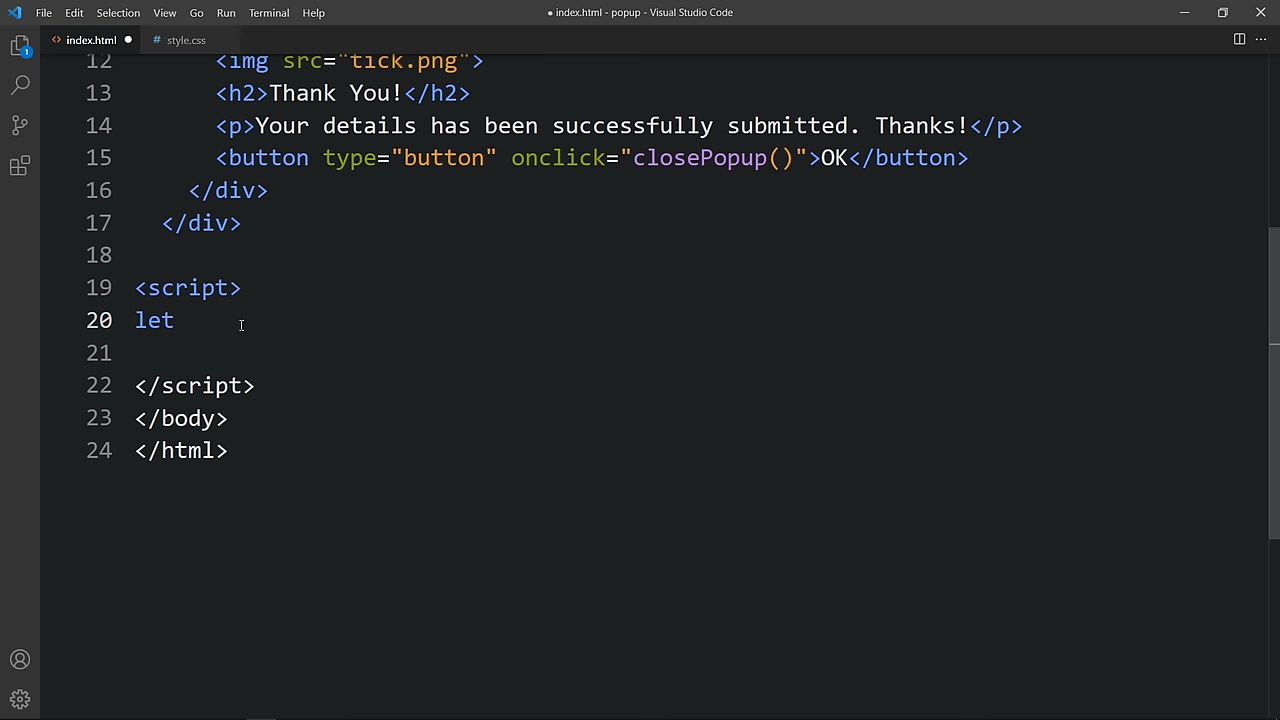 File Edit Selection View Go Run Terminal Help ● index.html - popup - Visual Studio Code
<> index.html ● # style.css
12 <img src="tick.png">
13 <h2>Thank You!</h2>
14 <p>Your details has been successfully submitted. Thanks!</p>
15 <button type="button" onclick="closePopup()">OK</button>
16 </div>
17 </div>
18
19 <script>
20 let
21
22 </script>
23 </body>
24 </html>
1